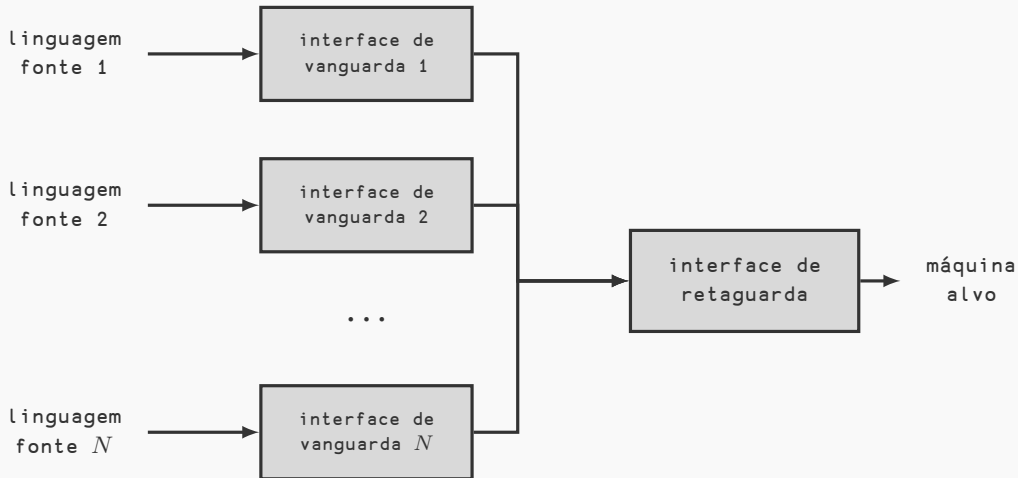 linguagem
fonte 1
interface de
vanguarda 1
linguagem
fonte 2
interface de
vanguarda 2
interface de
retaguarda
máquina
alvo
...
linguagem
fonte N
interface de
vanguarda N